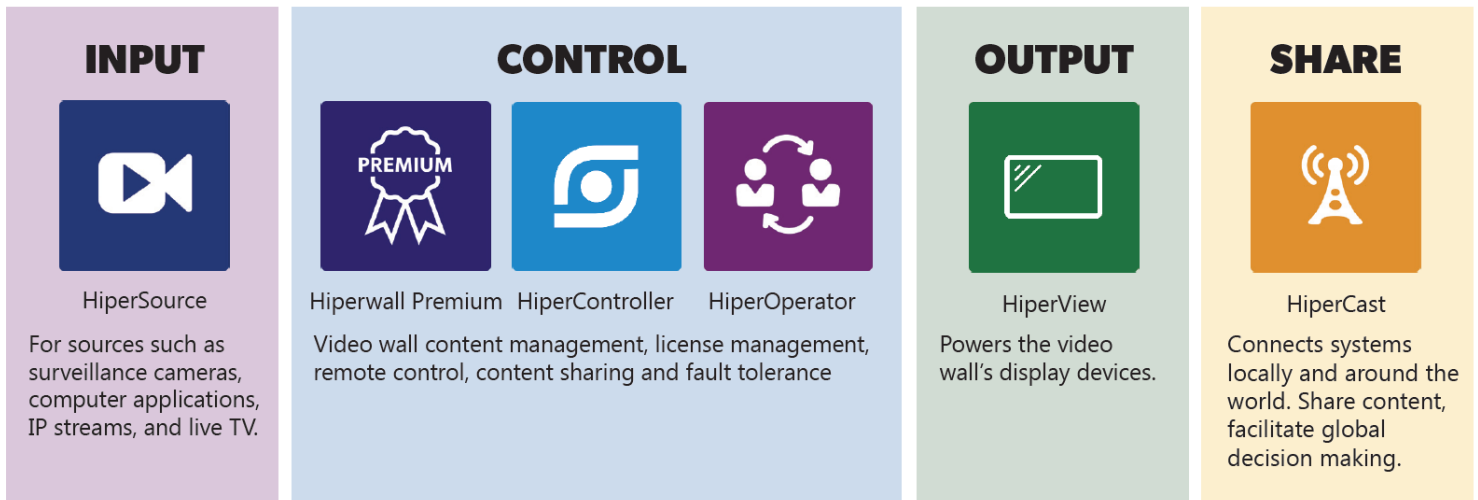 INPUT
HiperSource
For sources such as
surveillance cameras,
computer applications,
IP streams, and live TV.
CONTROL
PREMIUM
Hiperwall Premium
HiperController
HiperOperator
Video wall content management, license management,
remote control, content sharing and fault tolerance
OUTPUT
HiperView
Powers the video
wall’s display devices.
SHARE
HiperCast
Connects systems
locally and around the
world. Share content,
facilitate global
decision making.